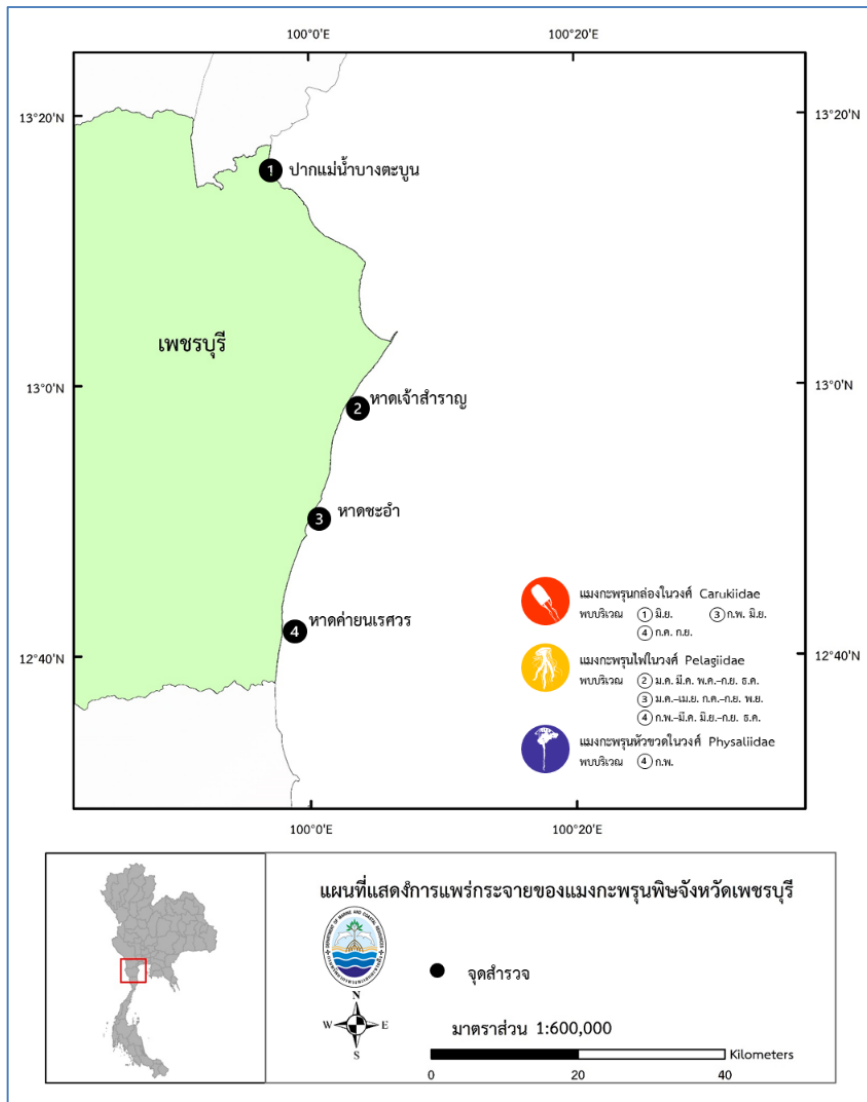 100°0'E 100°20'E
13°20'N 13°20'N
1 ปากแม่น้ำบางตะบูน
เพชรบุรี
13°0'N 13°0'N
2 หาดเจ้าสำราญ
3 หาดชะอำ
แมงกะพรุนกล่องในวงศ์ Carukiidae
พบบริเวณ 1 มิ.ย. 3 ก.พ. มิ.ย.
4 ก.ค. ก.ย.
4 หาดค่ายนเรศวร
12°40'N 12°40'N
แมงกะพรุนไฟในวงศ์ Pelagiidae
พบบริเวณ 2 ม.ค. มี.ค. พ.ค.-ก.ย. ธ.ค.
3 ม.ค.-เม.ย. ก.ค.-ก.ย. พ.ย.
4 ก.พ.-มี.ค. มิ.ย.-ก.ย. ธ.ค.
แมงกะพรุนหัวขวดในวงศ์ Physaliidae
พบบริเวณ 4 ก.พ.
100°0'E 100°20'E
แผนที่แสดงการแพร่กระจายของแมงกะพรุนพิษจังหวัดเพชรบุรี
DEPARTMENT OF MARINE AND COASTAL RESOURCES
จุดสำรวจ
N
W E
S
มาตราส่วน 1:600,000
Kilometers
0 20 40